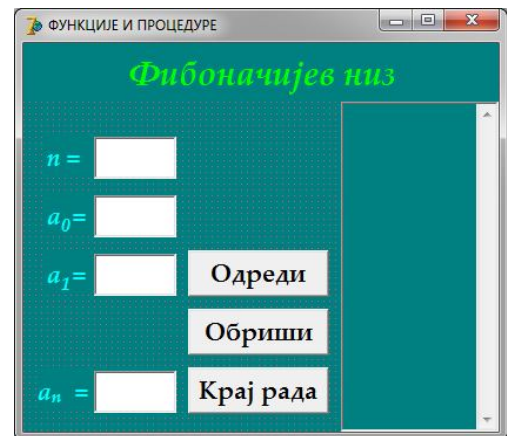 ФУНКЦИЈЕ И ПРОЦЕДУРЕ
Фибоначијев низ
n =
a₀=
a₁=
Одреди
Обриши
aₙ =
Крај рада